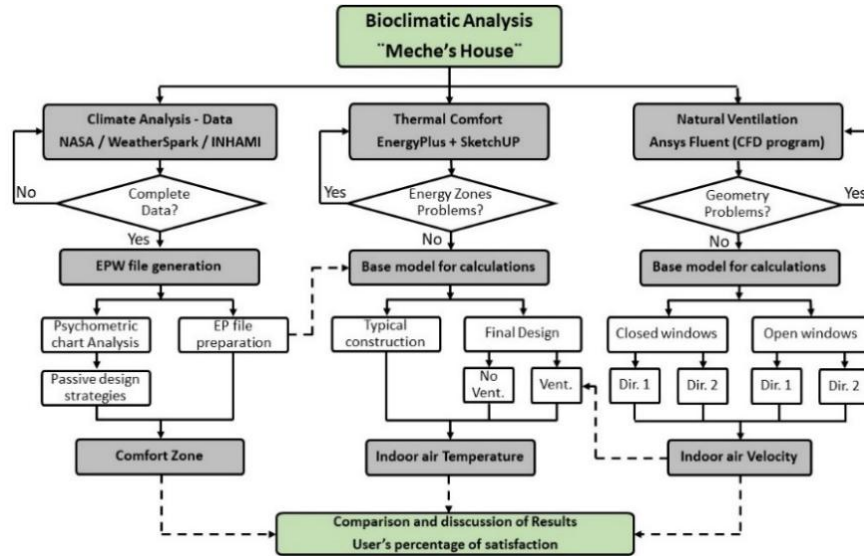 Bioclimatic Analysis
¨Meche's House¨
Climate Analysis - Data
NASA / WeatherSpark / INHAMI
Thermal Comfort
EnergyPlus + SketchUP
Natural Ventilation
Ansys Fluent (CFD program)
No
Complete
Data?
Yes
Energy Zones
Problems?
Geometry
Problems?
Yes
Yes
No
No
EPW file generation
Base model for calculations
Base model for calculations
Psychometric
chart Analysis
EP file
preparation
Typical
construction
Final Design
Closed windows
Open windows
Passive design
strategies
No
Vent.
Vent.
Dir. 1
Dir. 2
Dir. 1
Dir. 2
Comfort Zone
Indoor air Temperature
Indoor air Velocity
Comparison and disscussion of Results
User's percentage of satisfaction